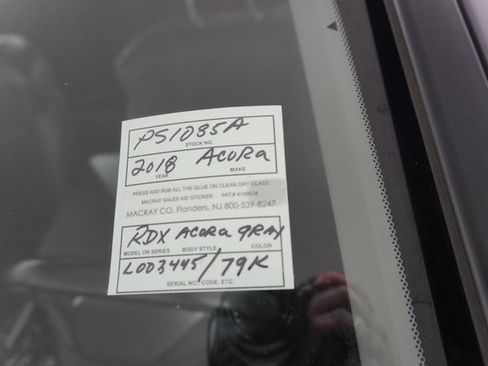 PS1085A
STOCK NO.
2018 Acura
YEAR MAKE
PRESS AND RUB ALL THE GLUE ON CLEAN DRY GLASS
MACRAY SALES AID STICKER PAT.#
MACRAY CO, Flanders, NJ 800-539-8247
RDX Acura gray
MODEL OR SERIES BODY STYLE COLOR
L003445/79K
SERIAL NO., CODE, ETC.